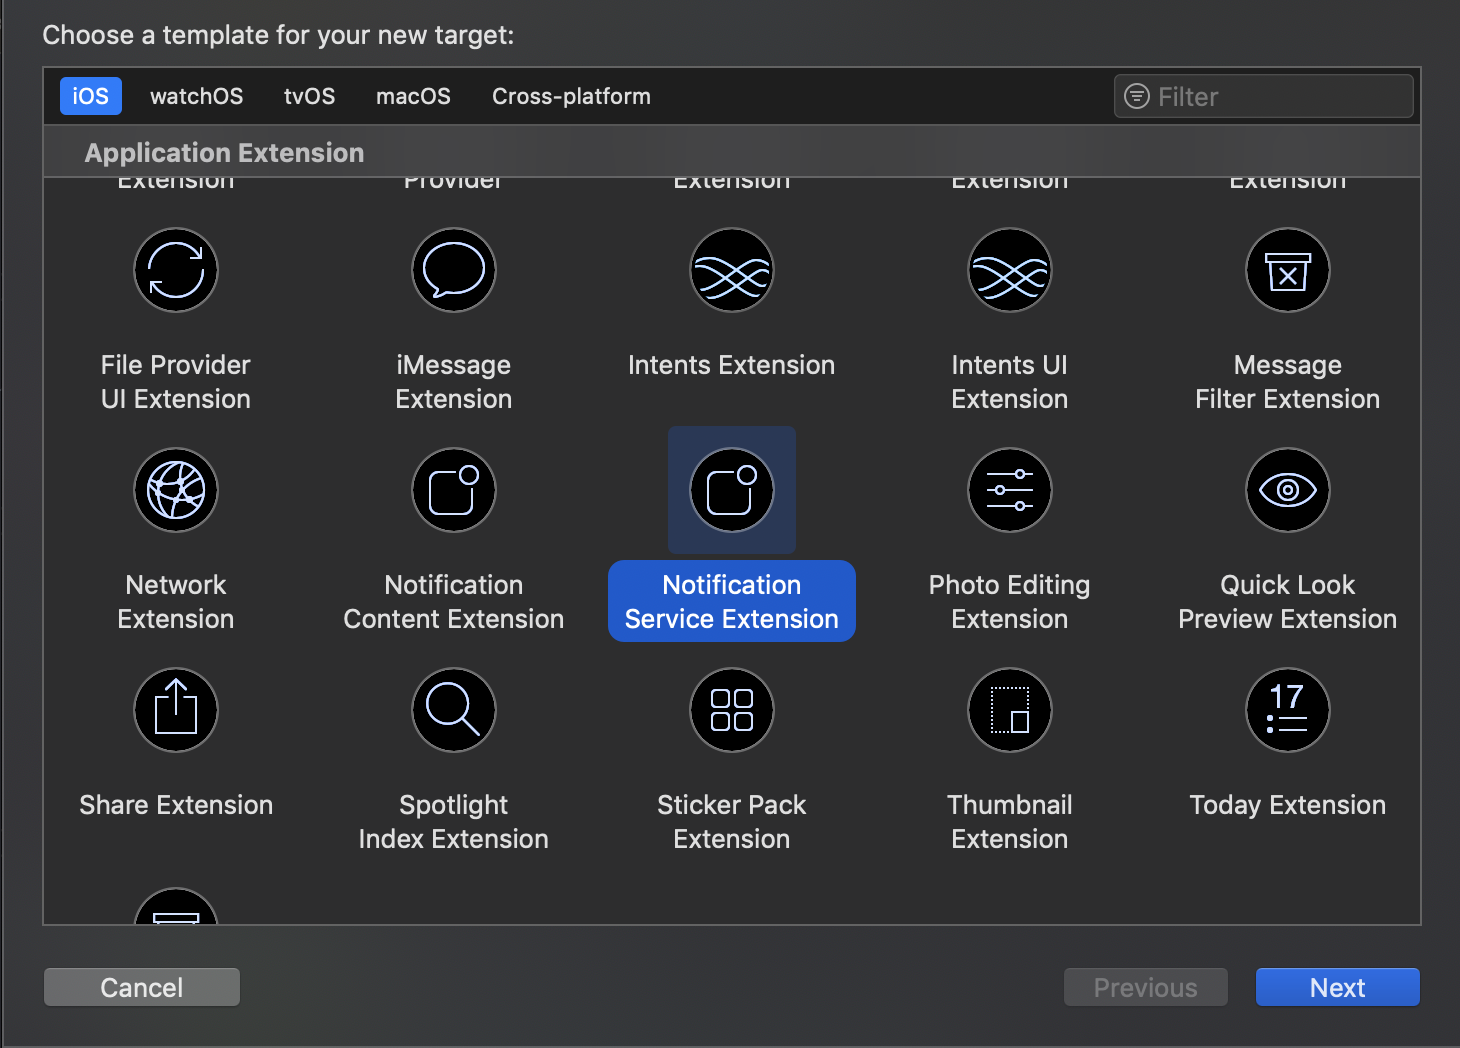 Choose a template for your new target:
iOS watchOS tvOS macOS Cross-platform Filter
Application Extension
Extension Provider Extension Extension Extension
File Provider iMessage Intents Extension Intents UI Message
UI Extension Extension Extension Filter Extension
Network Notification Notification Photo Editing Quick Look
Extension Content Extension Service Extension Extension Preview Extension
17
Share Extension Spotlight Sticker Pack Thumbnail Today Extension
Index Extension Extension Extension
Cancel Previous Next